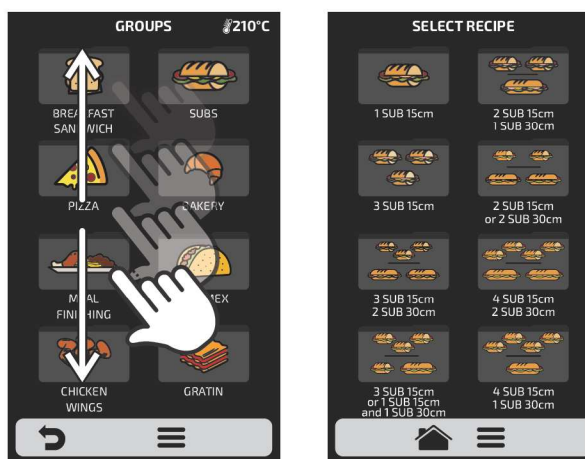 GROUPS
210°C
BREAKFAST
SANDWICH
SUBS
PIZZA
BAKERY
MEAL
FINISHING
MEX
CHICKEN
WINGS
GRATIN
SELECT RECIPE
1 SUB 15cm
2 SUB 15cm
1 SUB 30cm
3 SUB 15cm
2 SUB 15cm
or 2 SUB 30cm
3 SUB 15cm
2 SUB 30cm
4 SUB 15cm
2 SUB 30cm
3 SUB 15cm
or 1 SUB 15cm
and 1 SUB 30cm
4 SUB 15cm
1 SUB 30cm